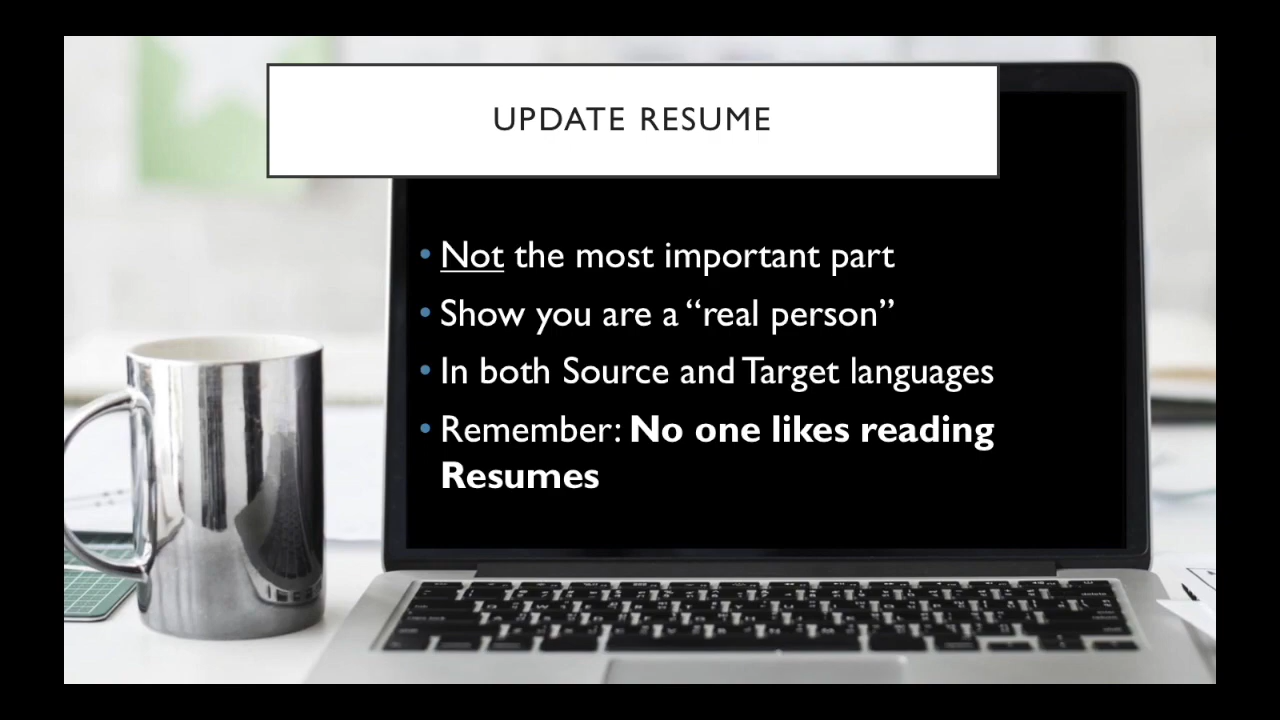 UPDATE RESUME
• Not the most important part
• Show you are a “real person”
• In both Source and Target languages
• Remember: No one likes reading
Resumes